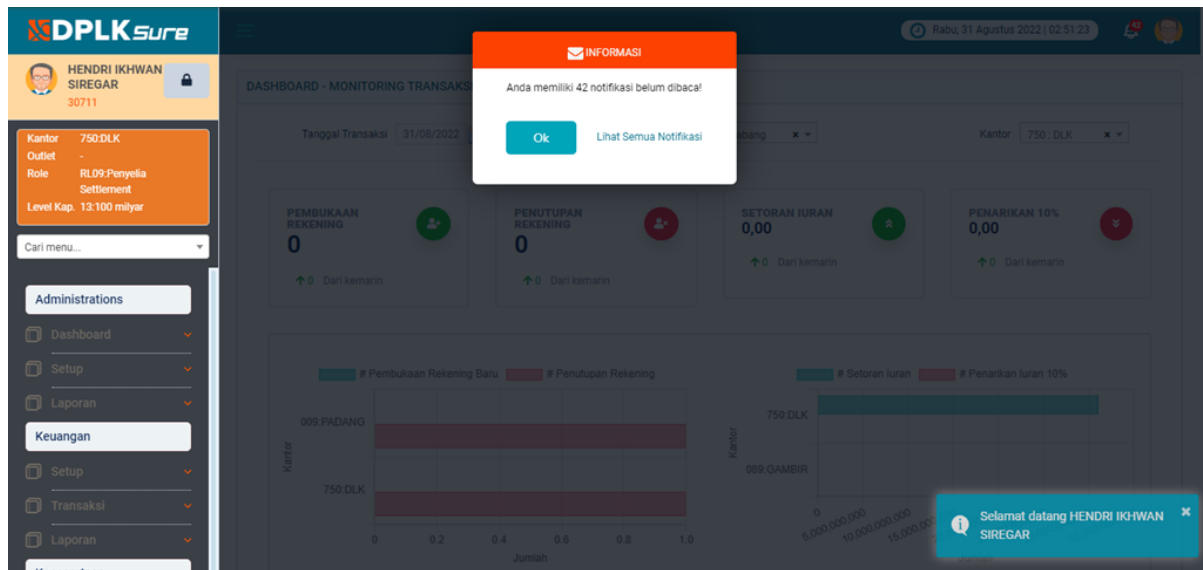 DPLKSure
HENDRI IKHWAN
SIREGAR
30711
Kantor 750:DLK
Outlet -
Role RL09:Penyelia
Settlement
Level Kap. 13:100 milyar
Cari menu...
Administrations
Dashboard
Setup
Laporan
Keuangan
Setup
Transaksi
Laporan
Rabu, 31 Agustus 2022 | 02:51:23
42
INFORMASI
Anda memiliki 42 notifikasi belum dibaca!
Ok
Lihat Semua Notifikasi
DASHBOARD - MONITORING TRANSAKSI
Tanggal Transaksi 31/08/2022
Kantor 750 : DLK
PEMBUKAAN
REKENING
0
0 Dari kemarin
PENUTUPAN
REKENING
0
0 Dari kemarin
SETORAN IURAN
0,00
0 Dari kemarin
PENARIKAN 10%
0,00
0 Dari kemarin
# Pembukaan Rekening Baru # Penutupan Rekening
009:PADANG
750:DLK
Kantor
0 0.2 0.4 0.6 0.8 1.0
Jumlah
# Setoran Iuran # Penarikan Iuran 10%
750:DLK
089:GAMBIR
Kantor
0 5,000,000,000 10,000,000,000
Selamat datang HENDRI IKHWAN
SIREGAR